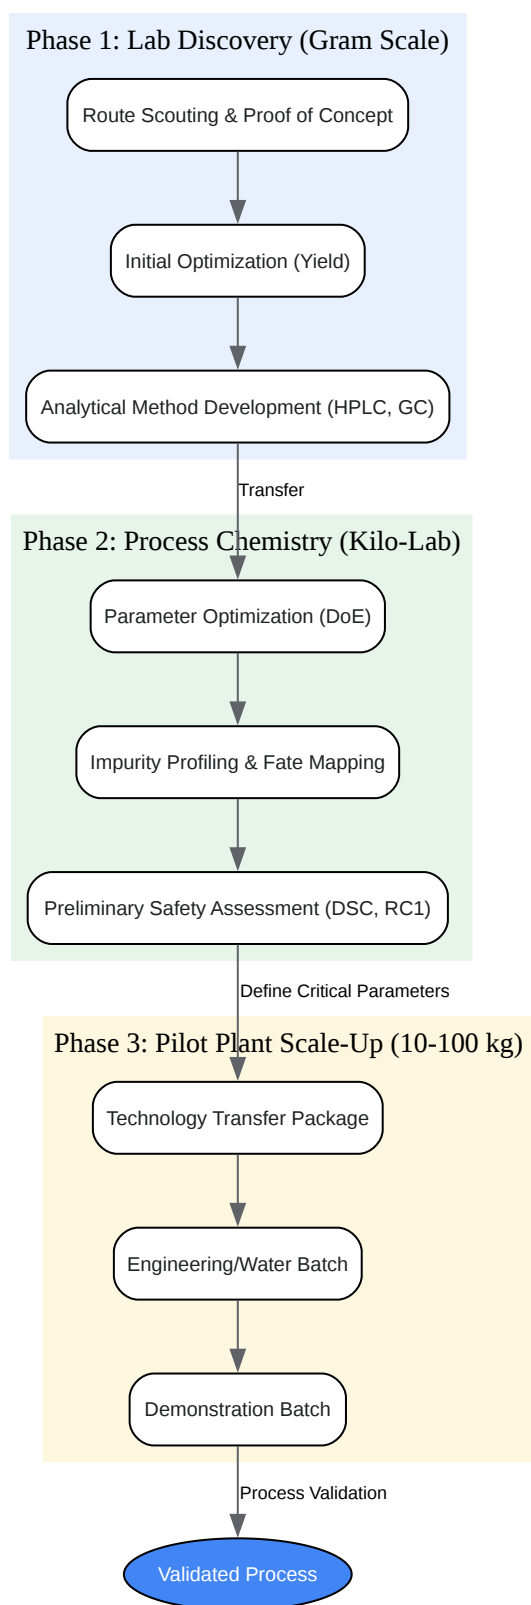 Phase 1: Lab Discovery (Gram Scale)
Route Scouting & Proof of Concept
Initial Optimization (Yield)
Analytical Method Development (HPLC, GC)
Transfer
Phase 2: Process Chemistry (Kilo-Lab)
Parameter Optimization (DoE)
Impurity Profiling & Fate Mapping
Preliminary Safety Assessment (DSC, RC1)
Define Critical Parameters
Phase 3: Pilot Plant Scale-Up (10-100 kg)
Technology Transfer Package
Engineering/Water Batch
Demonstration Batch
Process Validation
Validated Process